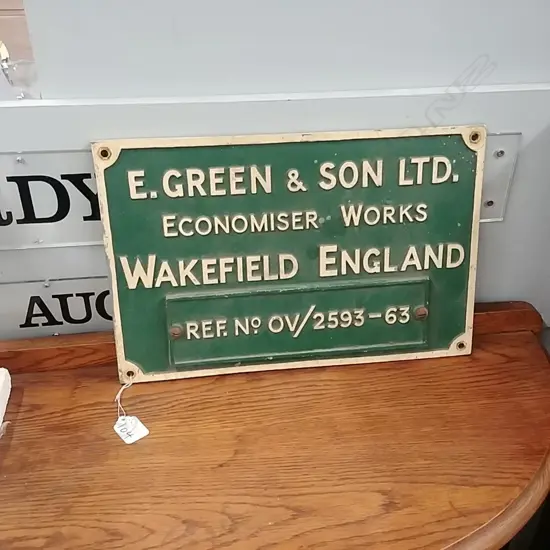 E. GREEN & SON LTD.
ECONOMISER WORKS
WAKEFIELD ENGLAND
REF. Nº OV/2593-63